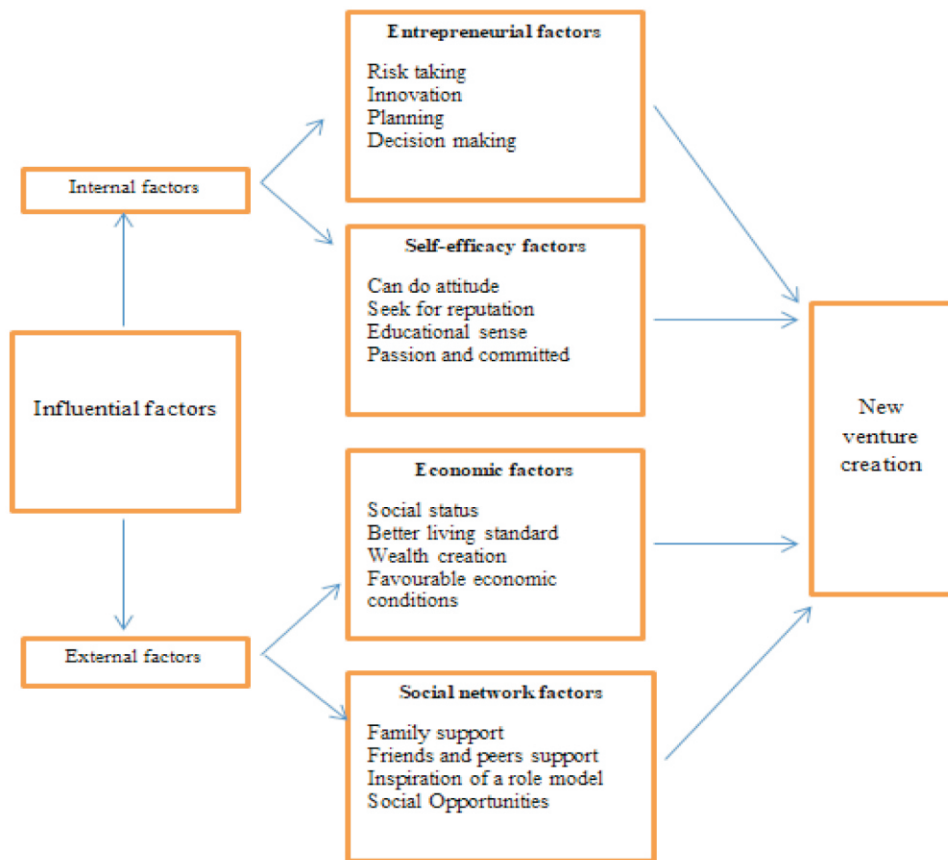 Entrepreneurial factors
Risk taking
Innovation
Planning
Decision making
Internal factors
Self-efficacy factors
Can do attitude
Seek for reputation
Educational sense
Passion and committed
Influential factors
New
venture
creation
Economic factors
Social status
Better living standard
Wealth creation
Favourable economic
conditions
External factors
Social network factors
Family support
Friends and peers support
Inspiration of a role model
Social Opportunities